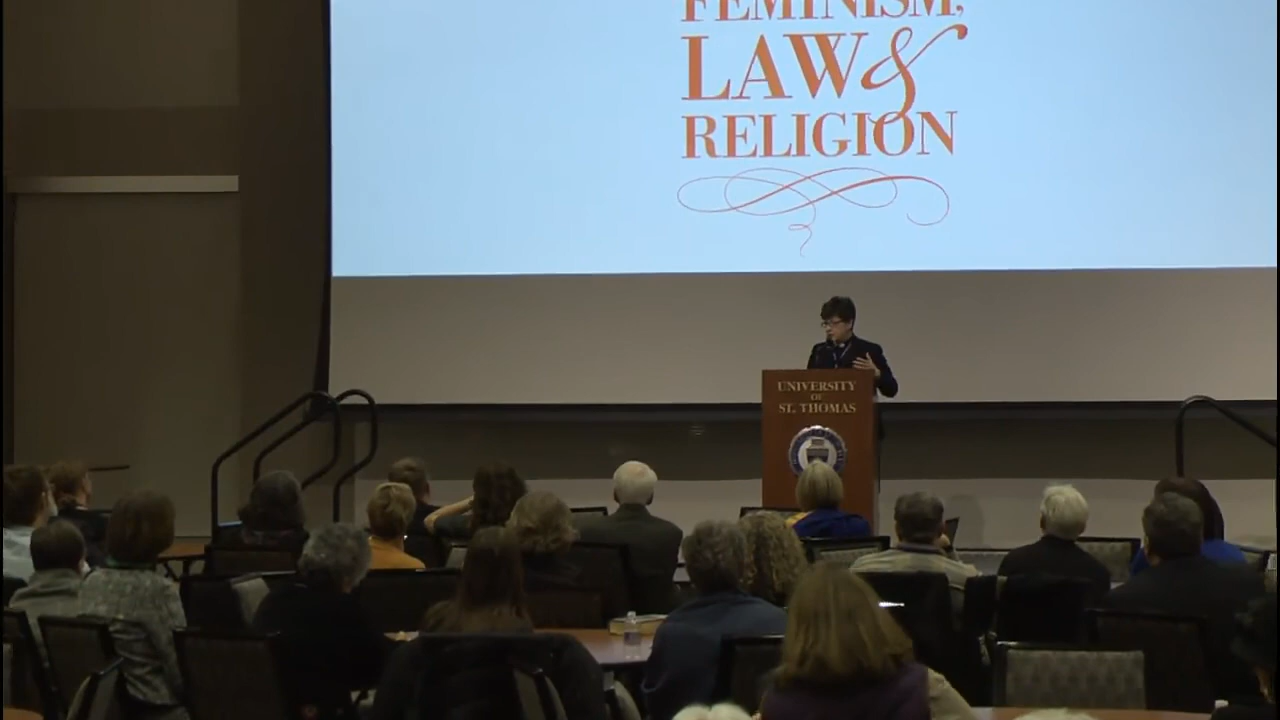 FEMINISM,
LAW &
RELIGION
UNIVERSITY
OF
ST. THOMAS